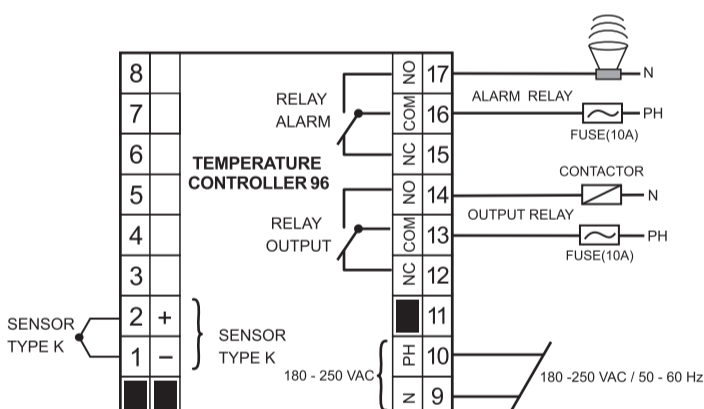 8
7
6
5
4
3
2 +
1 −
SENSOR
TYPE K
SENSOR
TYPE K
TEMPERATURE
CONTROLLER 96
RELAY
ALARM
RELAY
OUTPUT
180 - 250 VAC
NO 17
COM 16
NC 15
NO 14
COM 13
NC 12
11
PH 10
N 9
N
ALARM RELAY
PH
FUSE(10A)
CONTACTOR
N
OUTPUT RELAY
PH
FUSE(10A)
180 -250 VAC / 50 - 60 Hz